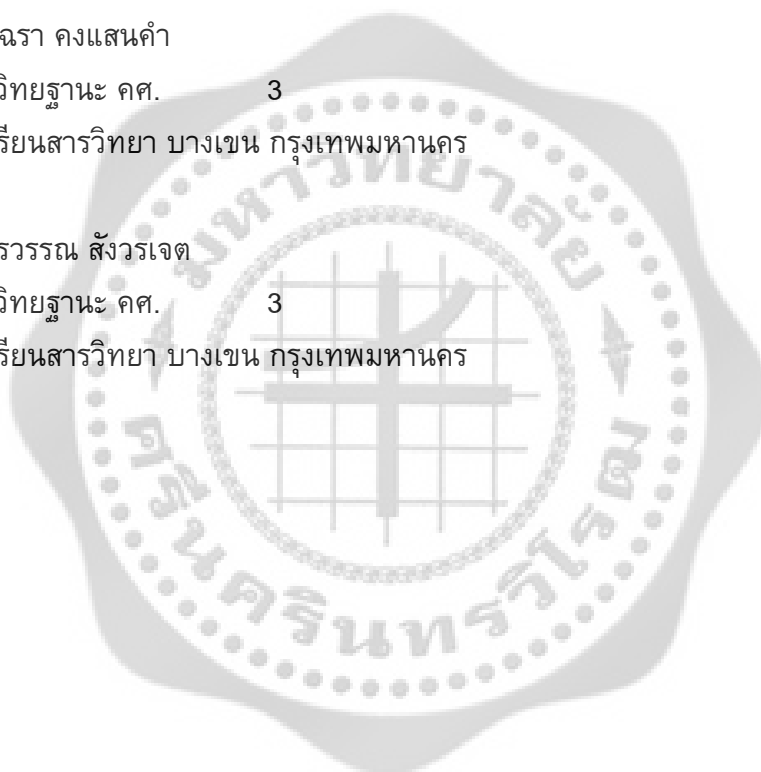 ฉรา คงแสนคำ
วิทยฐานะ คศ. 3
รียนสารวิทยา บางเขน กรุงเทพมหานคร
รวรรณ สังวรเจต
วิทยฐานะ คศ. 3
รียนสารวิทยา บางเขน กรุงเทพมหานคร
มหาวิทยาลัย
ศรีนครินทรวิโรฒ